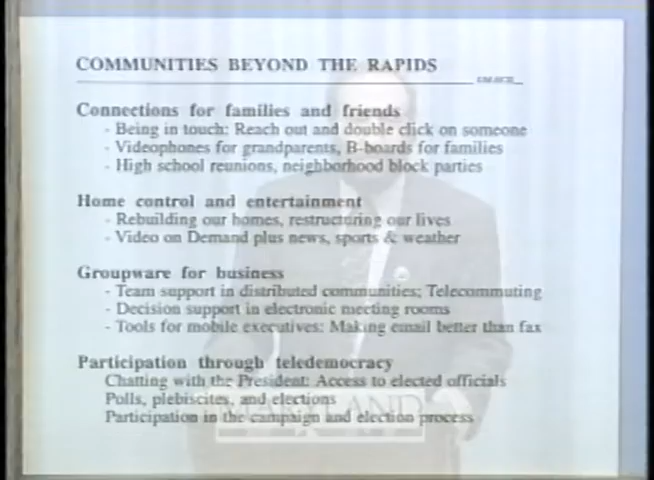 COMMUNITIES BEYOND THE RAPIDS
Connections for families and friends
- Being in touch: Reach out and double click on someone
- Videophones for grandparents, B-boards for families
- High school reunions, neighborhood block parties
Home control and entertainment
- Rebuilding our homes, restructuring our lives
- Video on Demand plus news, sports & weather
Groupware for business
- Team support in distributed communities; Telecommuting
- Decision support in electronic meeting rooms
- Tools for mobile executives: Making email better than fax
Participation through teledemocracy
Chatting with the President: Access to elected officials
Polls, plebiscites, and elections
MARYLAND
Participation in the campaign and election process